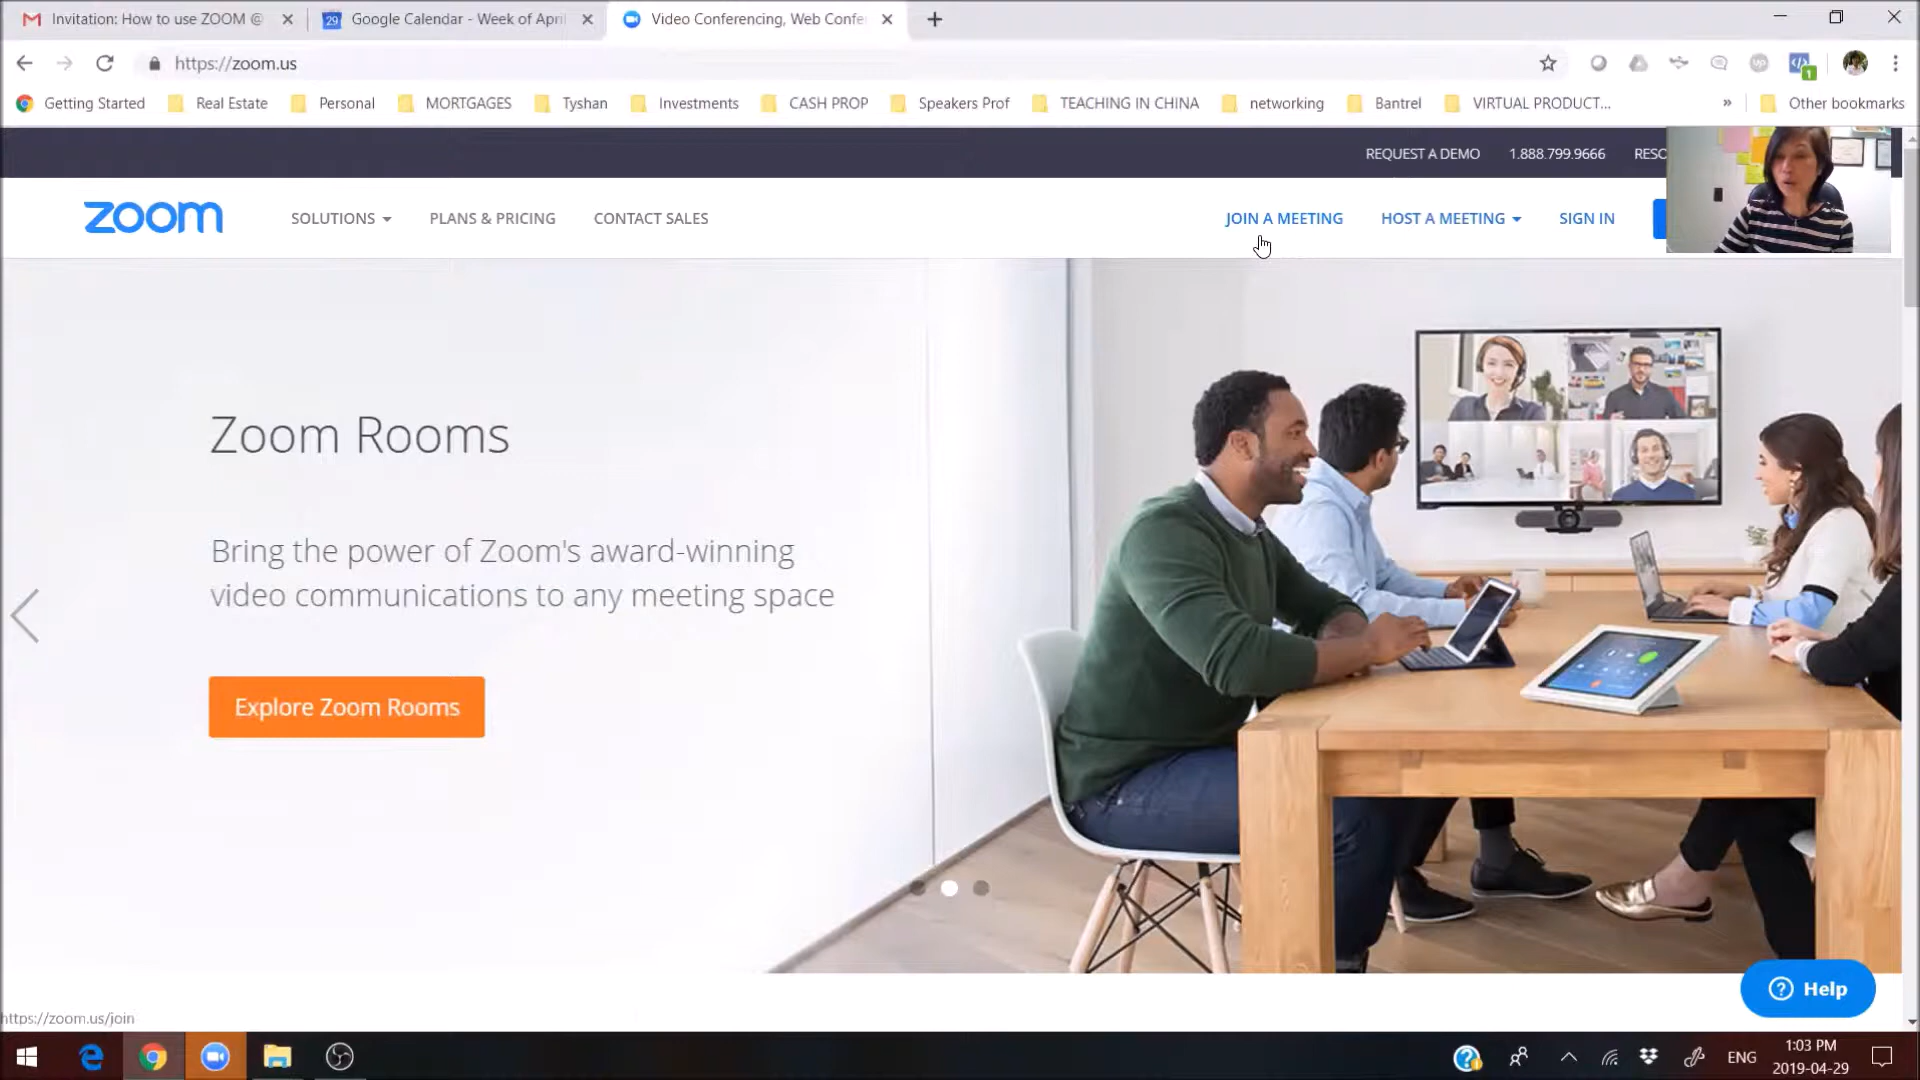 Invitation: How to use ZOOM @
Google Calendar - Week of Apri
Video Conferencing, Web Confe
https://zoom.us
Getting Started
Real Estate
Personal
MORTGAGES
Tyshan
Investments
CASH PROP
Speakers Prof
TEACHING IN CHINA
networking
Bantrel
VIRTUAL PRODUCT...
»
Other bookmarks
REQUEST A DEMO
1.888.799.9666
RESO
zoom
SOLUTIONS
PLANS & PRICING
CONTACT SALES
JOIN A MEETING
HOST A MEETING
SIGN IN
Zoom Rooms
Bring the power of Zoom's award-winning
video communications to any meeting space
Explore Zoom Rooms
Help
https://zoom.us/join
ENG
1:03 PM
2019-04-29